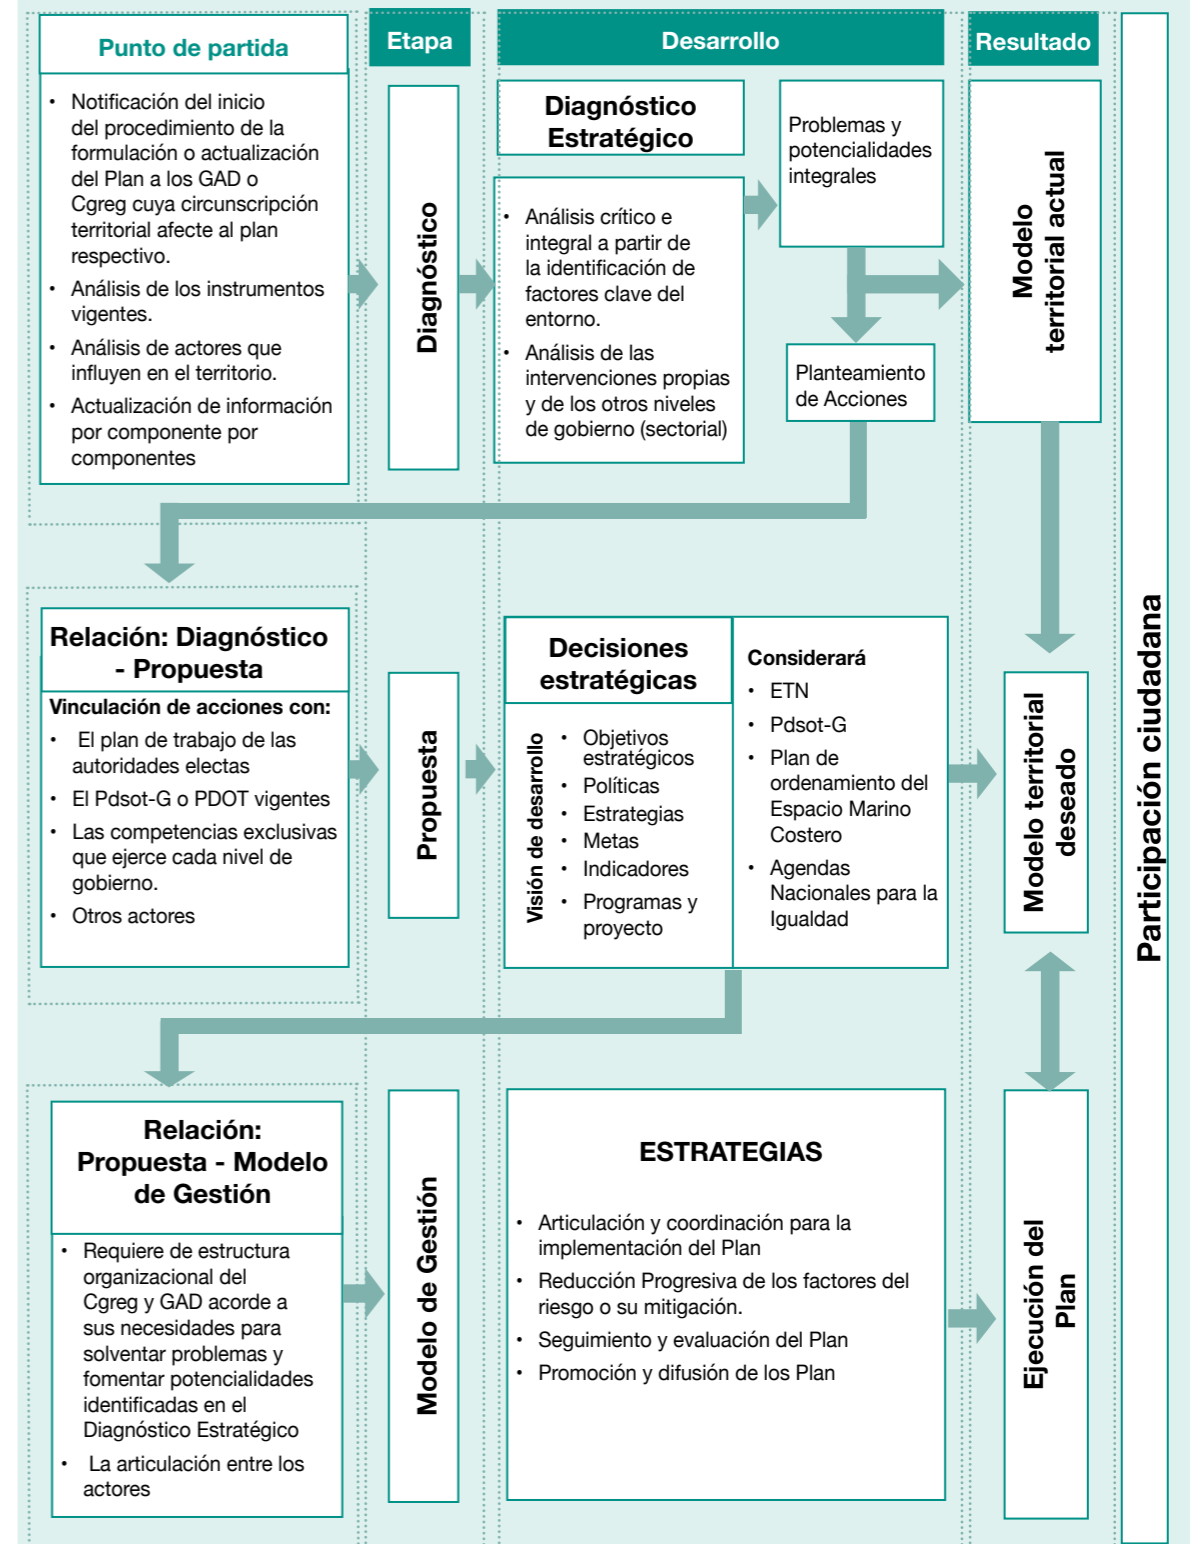 Punto de partida
Etapa
Desarrollo
Resultado
• Notificación del inicio
del procedimiento de la
formulación o actualización
del Plan a los GAD o
Cgreg cuya circunscripción
territorial afecte al plan
respectivo.
• Análisis de los instrumentos
vigentes.
• Análisis de actores que
influyen en el territorio.
• Actualización de información
por componente por
componentes
Diagnóstico
Diagnóstico
Estratégico
• Análisis crítico e
integral a partir de
la identificación de
factores clave del
entorno.
• Análisis de las
intervenciones propias
y de los otros niveles
de gobierno (sectorial)
Problemas y
potencialidades
integrales
Planteamiento
de Acciones
Modelo
territorial actual
Participación ciudadana
Relación: Diagnóstico
- Propuesta
Vinculación de acciones con:
• El plan de trabajo de las
autoridades electas
• El Pdsot-G o PDOT vigentes
• Las competencias exclusivas
que ejerce cada nivel de
gobierno.
• Otros actores
Propuesta
Decisiones
estratégicas
Visión de desarrollo
• Objetivos
estratégicos
• Políticas
• Estrategias
• Metas
• Indicadores
• Programas y
proyecto
Considerará
• ETN
• Pdsot-G
• Plan de
ordenamiento del
Espacio Marino
Costero
• Agendas
Nacionales para la
Igualdad
Modelo territorial
deseado
Relación:
Propuesta - Modelo
de Gestión
• Requiere de estructura
organizacional del
Cgreg y GAD acorde a
sus necesidades para
solventar problemas y
fomentar potencialidades
identificadas en el
Diagnóstico Estratégico
• La articulación entre los
actores
Modelo de Gestión
ESTRATEGIAS
• Articulación y coordinación para la
implementación del Plan
• Reducción Progresiva de los factores del
riesgo o su mitigación.
• Seguimiento y evaluación del Plan
• Promoción y difusión de los Plan
Ejecución del
Plan